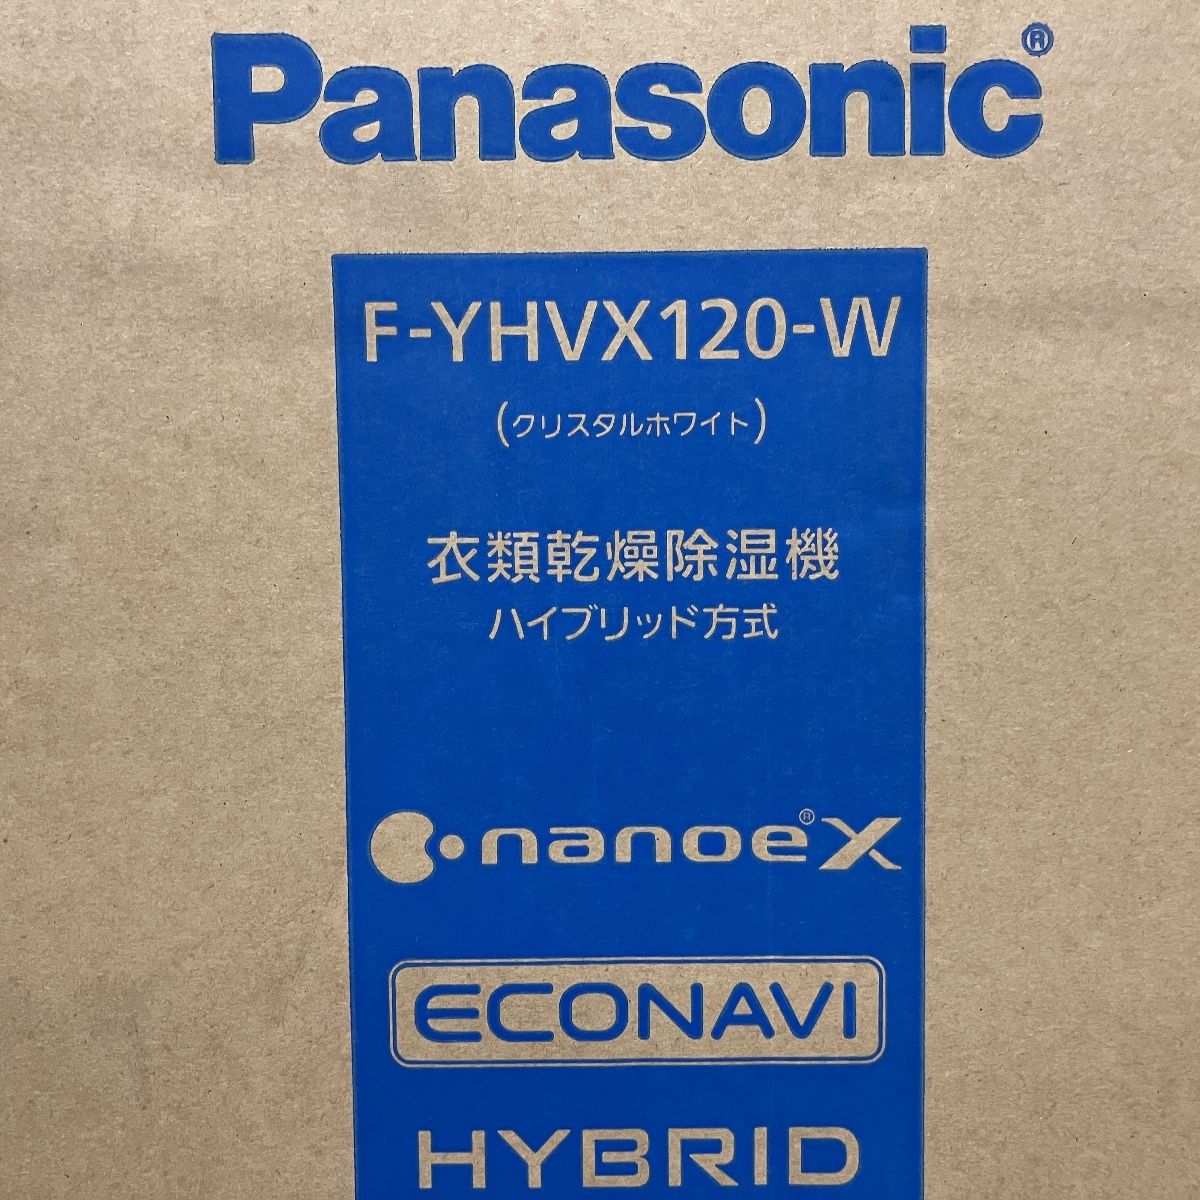 Panasonic®
F-YHVX120-W
(クリスタルホワイト)
衣類乾燥除湿機
ハイブリッド方式
nanoe®X
ECONAVI
HYBRID